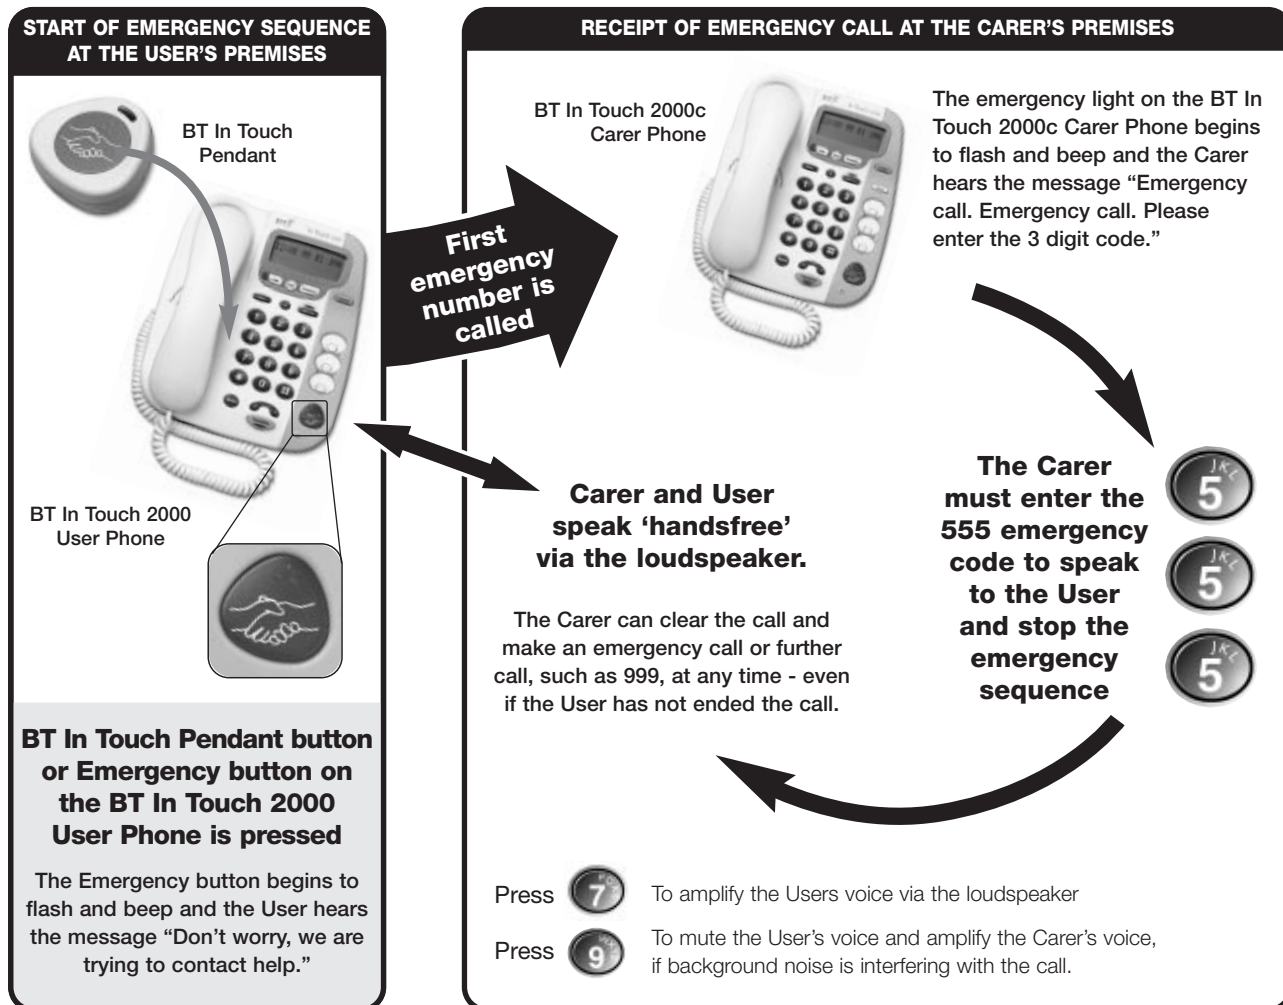 START OF EMERGENCY SEQUENCE
AT THE USER'S PREMISES
BT In Touch
Pendant
BT In Touch 2000
User Phone
BT In Touch Pendant button
or Emergency button on
the BT In Touch 2000
User Phone is pressed
The Emergency button begins to
flash and beep and the User hears
the message “Don’t worry, we are
trying to contact help.”
First
emergency
number is
called
RECEIPT OF EMERGENCY CALL AT THE CARER’S PREMISES
BT In Touch 2000c
Carer Phone
The emergency light on the BT In
Touch 2000c Carer Phone begins
to flash and beep and the Carer
hears the message “Emergency
call. Emergency call. Please
enter the 3 digit code.”
The Carer
must enter the
555 emergency
code to speak
to the User
and stop the
emergency
sequence
JKL
5
JKL
5
JKL
5
Carer and User
speak ‘handsfree’
via the loudspeaker.
The Carer can clear the call and
make an emergency call or further
call, such as 999, at any time - even
if the User has not ended the call.
Press 7 To amplify the Users voice via the loudspeaker
Press 9 To mute the User’s voice and amplify the Carer’s voice,
if background noise is interfering with the call.